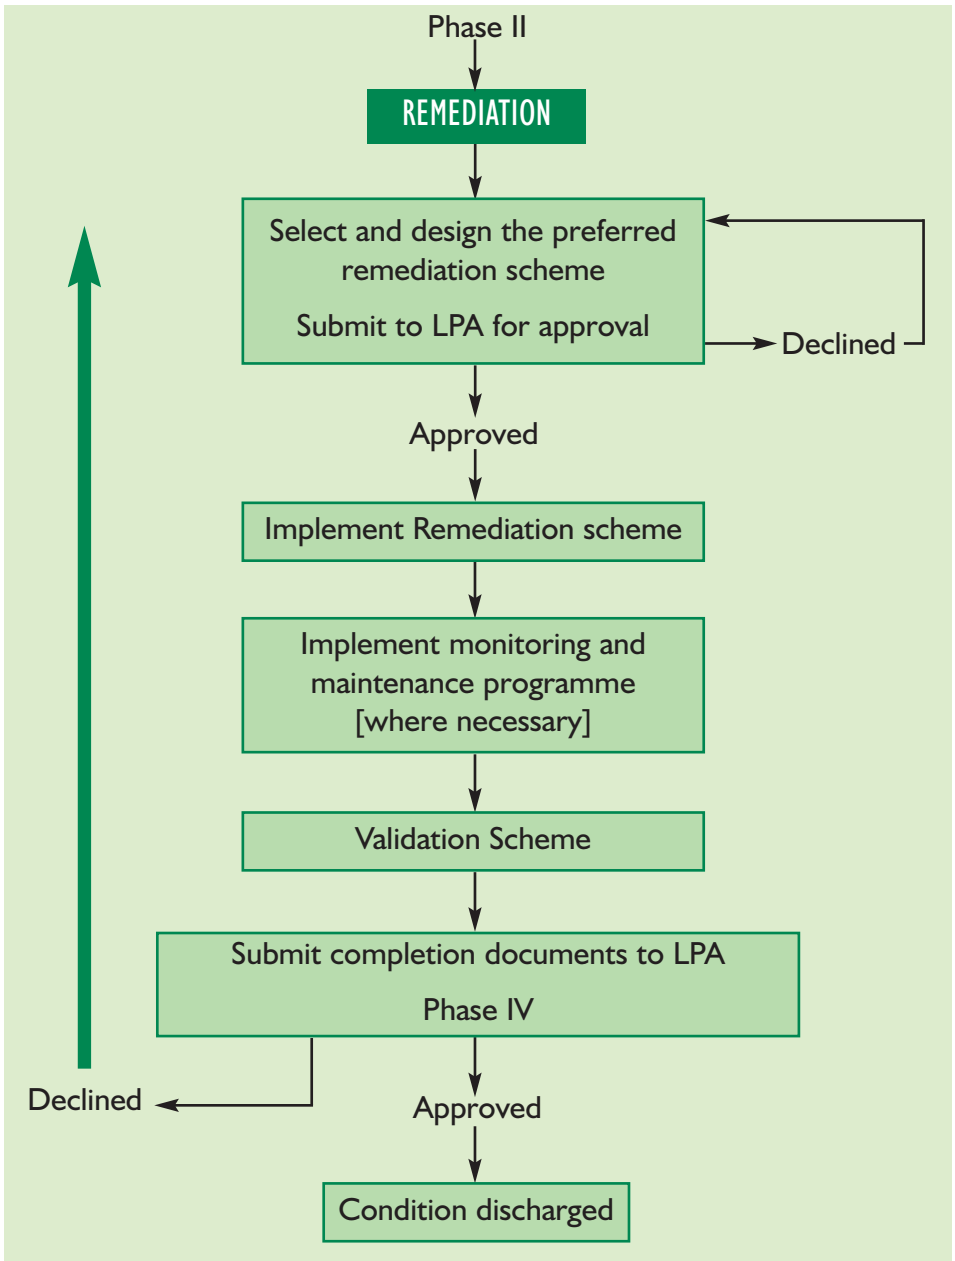 Phase II
REMEDIATION
Select and design the preferred
remediation scheme
Submit to LPA for approval
Declined
Approved
Implement Remediation scheme
Implement monitoring and
maintenance programme
[where necessary]
Validation Scheme
Submit completion documents to LPA
Phase IV
Declined
Approved
Condition discharged